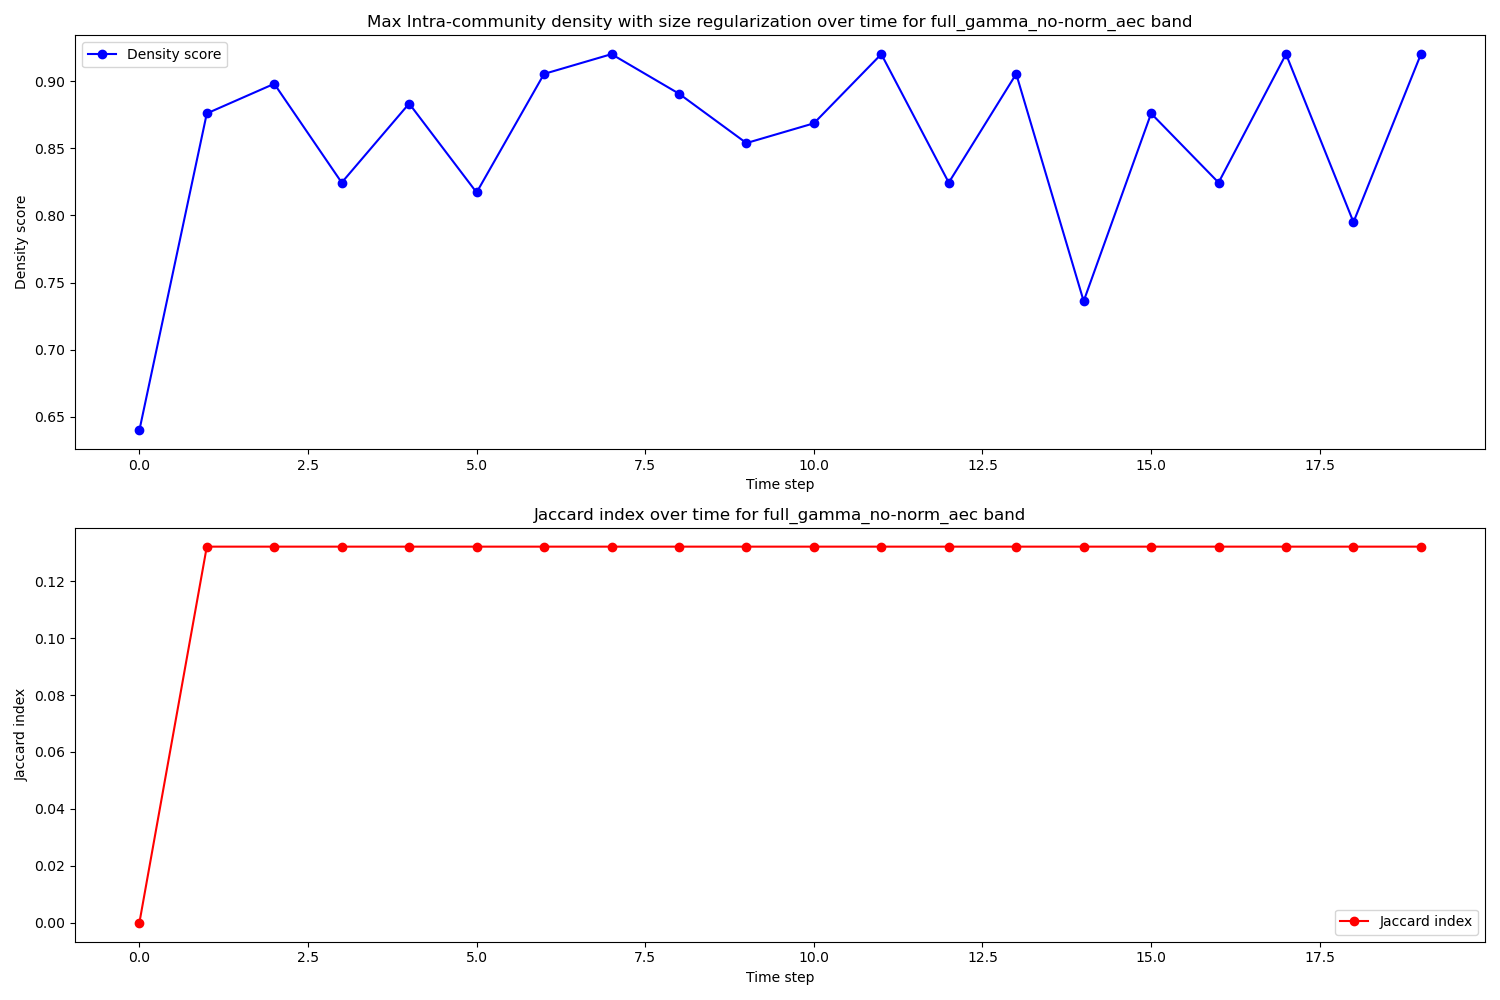 Max Intra-community density with size regularization over time for full_gamma_no-norm_aec band
Density score
0.90
0.85
0.80
0.75
0.70
0.65
Density score
0.0 2.5 5.0 7.5 10.0 12.5 15.0 17.5
Time step
Jaccard index over time for full_gamma_no-norm_aec band
0.12
0.10
0.08
0.06
0.04
0.02
0.00
Jaccard index
Jaccard index
0.0 2.5 5.0 7.5 10.0 12.5 15.0 17.5
Time step